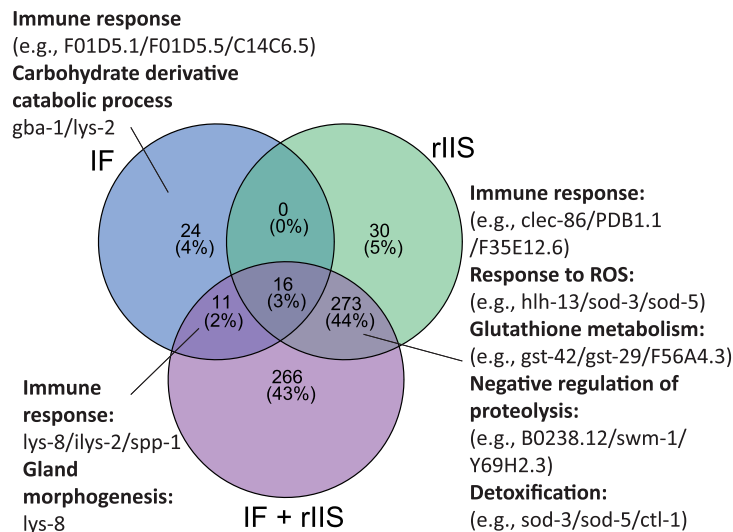 Immune response
(e.g., F01D5.1/F01D5.5/C14C6.5)
Carbohydrate derivative
catabolic process
gba-1/lys-2
IF
rIIS
24
(4%)
0
(0%)
30
(5%)
11
(2%)
16
(3%)
273
(44%)
266
(43%)
IF + rIIS
Immune response:
(e.g., clec-86/PDB1.1
/F35E12.6)
Response to ROS:
(e.g., hlh-13/sod-3/sod-5)
Glutathione metabolism:
(e.g., gst-42/gst-29/F56A4.3)
Negative regulation of
proteolysis:
(e.g., B0238.12/swm-1/
Y69H2.3)
Detoxification:
(e.g., sod-3/sod-5/ctl-1)
Immune
response:
lys-8/ilys-2/spp-1
Gland
morphogenesis:
lys-8